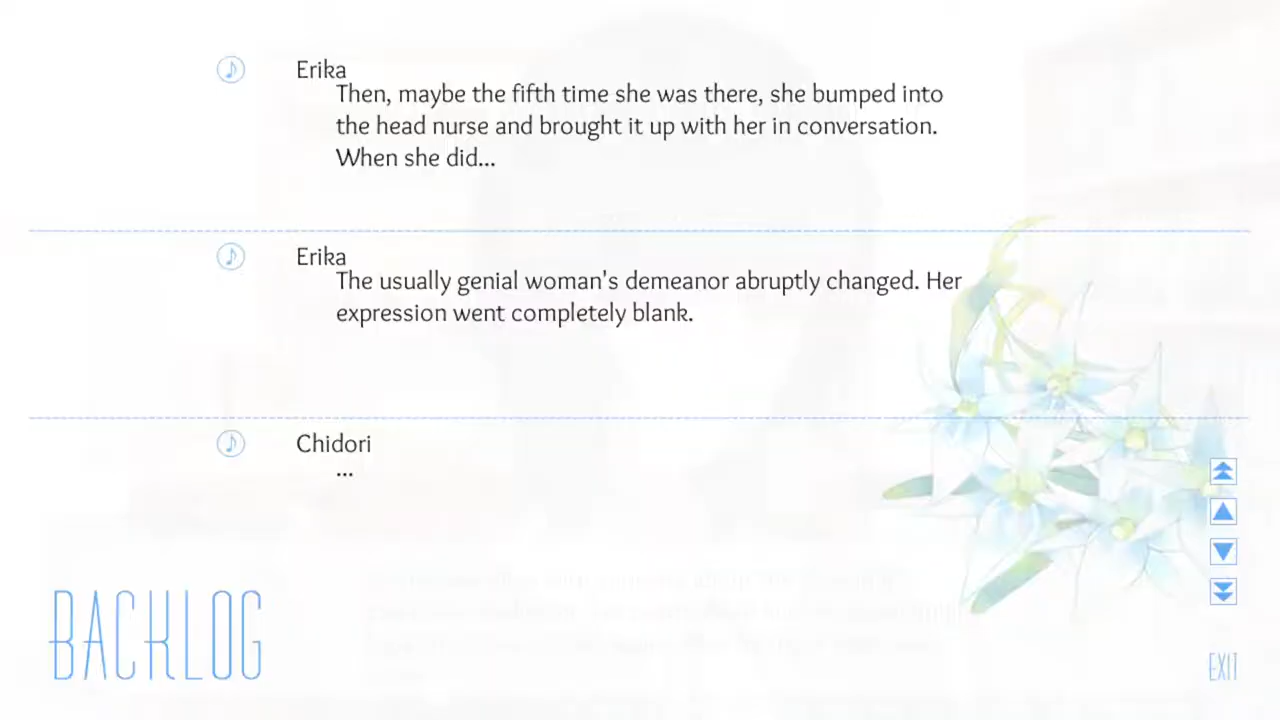 Erika
Then, maybe the fifth time she was there, she bumped into
the head nurse and brought it up with her in conversation.
When she did...
Erika
The usually genial woman's demeanor abruptly changed. Her
expression went completely blank.
Chidori
...
BACKLOG
EXIT